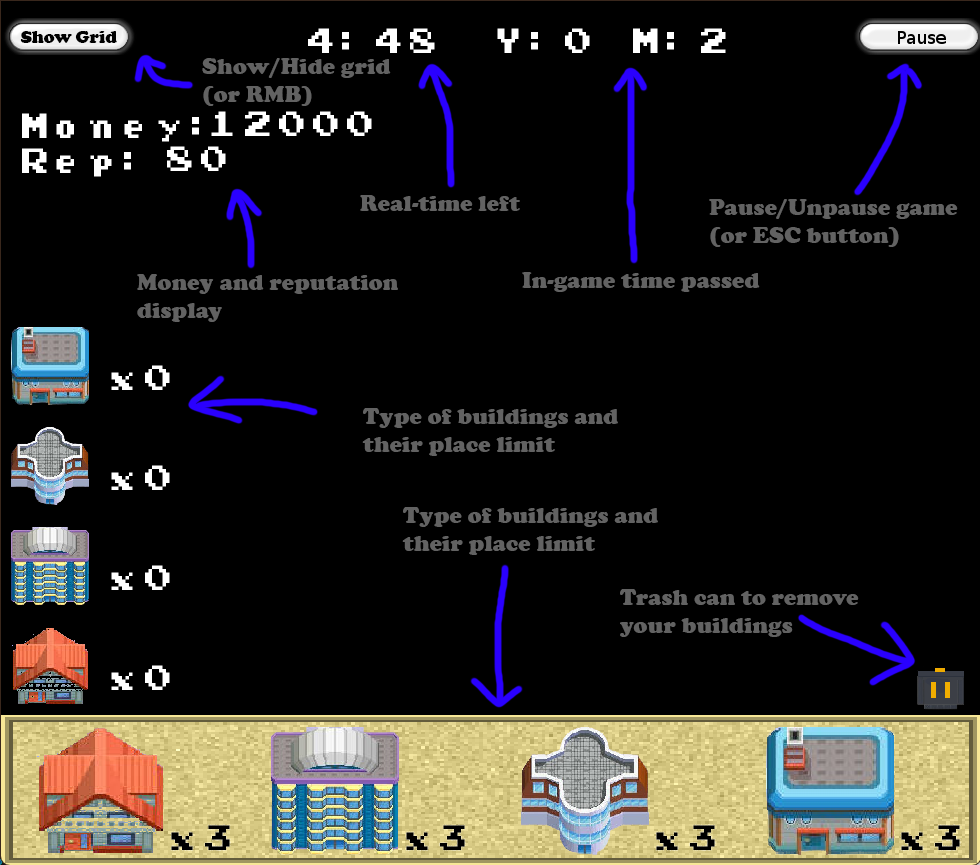 Show Grid
4: 48 Y: 0 M: 2
Pause
Show/Hide grid
(or RMB)
Money:12000
Rep: 80
Real-time left
Pause/Unpause game
(or ESC button)
Money and reputation
display
In-game time passed
x 0
Type of buildings and
their place limit
x 0
Type of buildings and
their place limit
x 0
Trash can to remove
your buildings
x 0
x 3 x 3 x 3 x 3